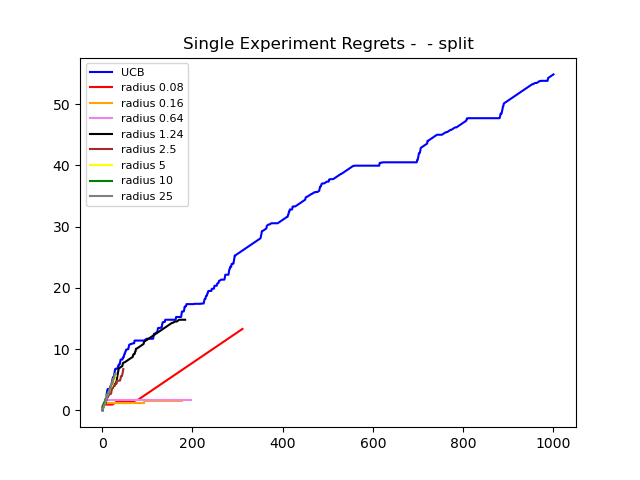 Single Experiment Regrets -  - split
UCB
radius 0.08
radius 0.16
radius 0.64
radius 1.24
radius 2.5
radius 5
radius 10
radius 25
50
40
30
20
10
0
0 200 400 600 800 1000